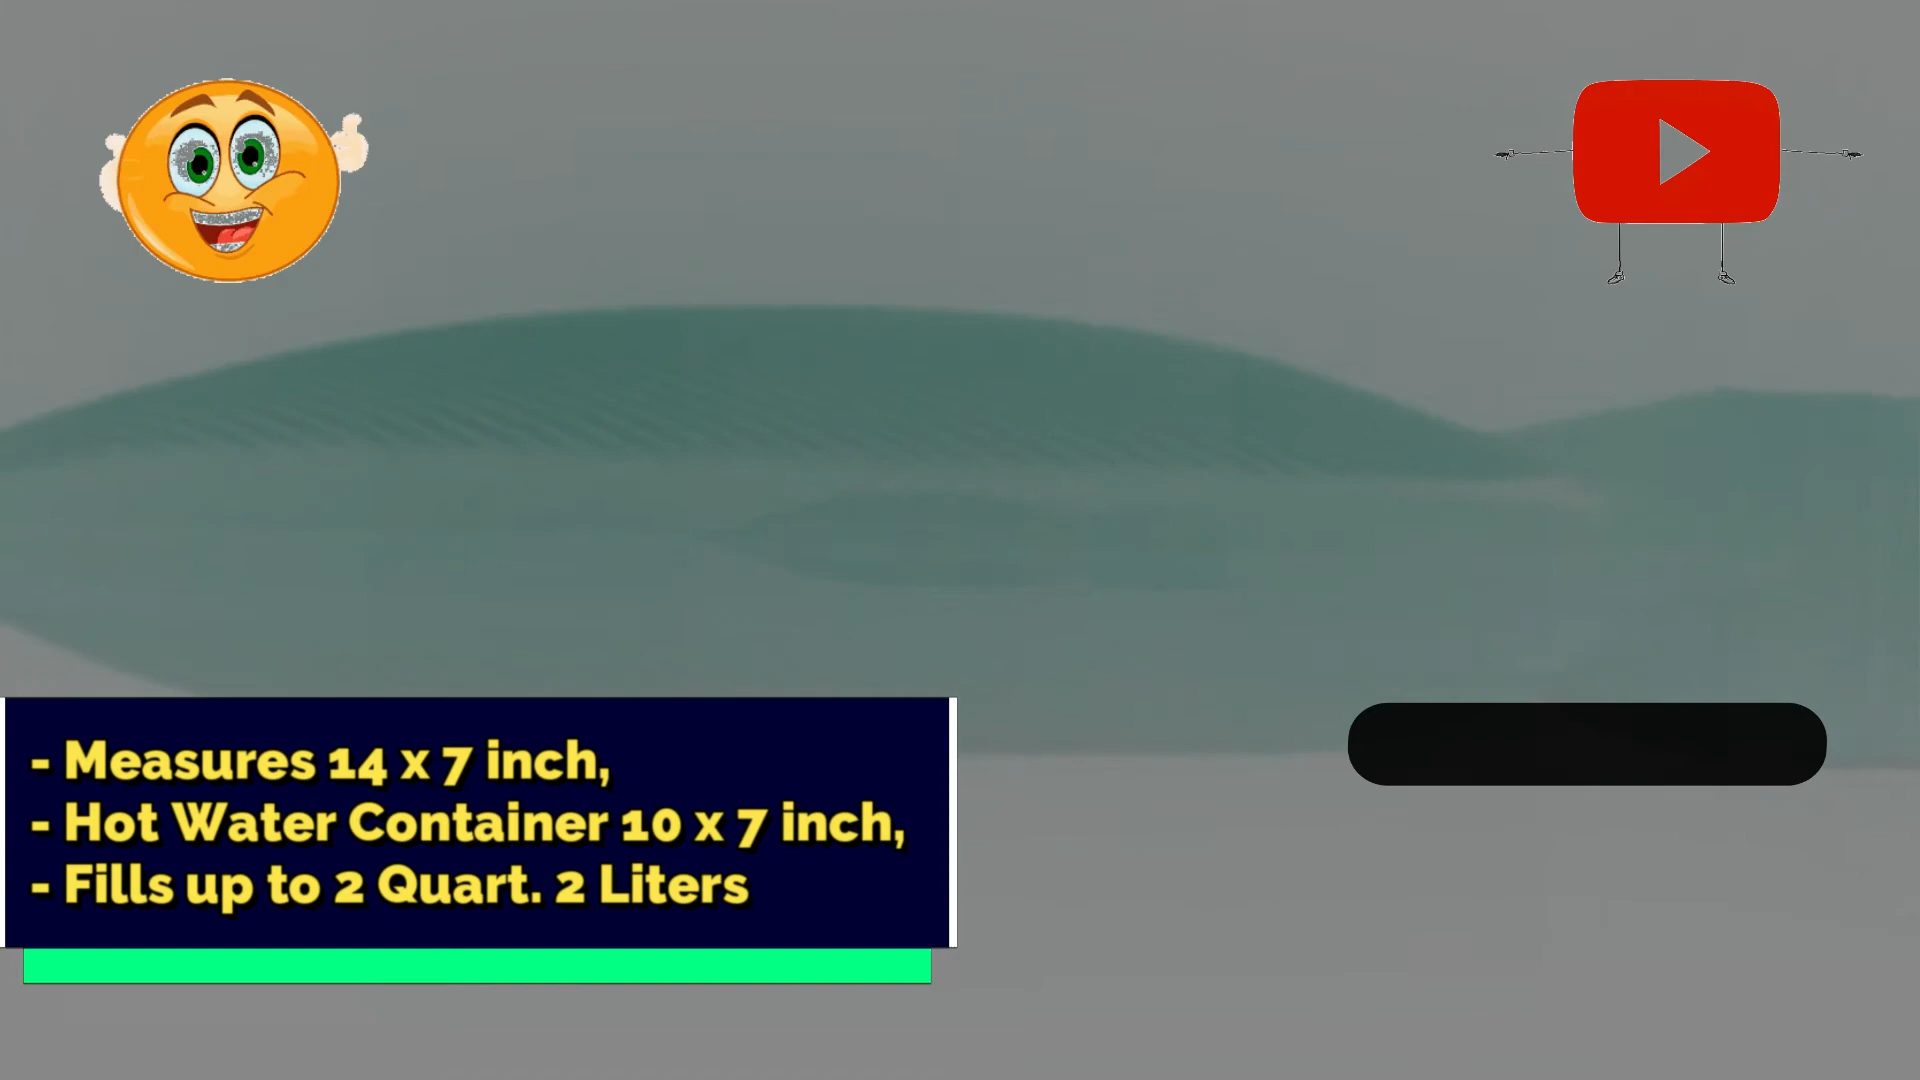 - Measures 14 x 7 inch,
- Hot Water Container 10 x 7 inch,
- Fills up to 2 Quart. 2 Liters